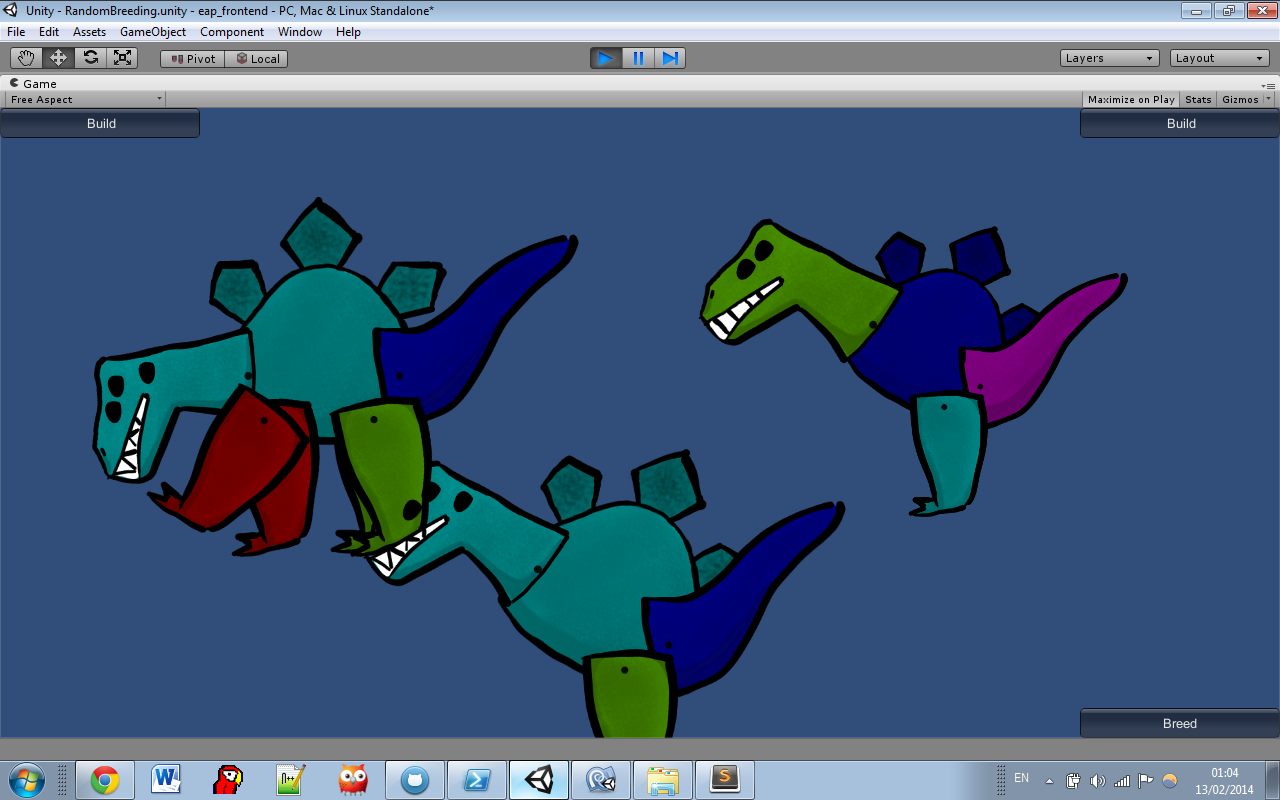 Unity - RandomBreeding.unity - eap_frontend - PC, Mac & Linux Standalone*
File Edit Assets GameObject Component Window Help
Pivot Local Layers Layout
Game
Free Aspect Maximize on Play Stats Gizmos
Build Build
Breed
W n++ S EN 01:04
13/02/2014